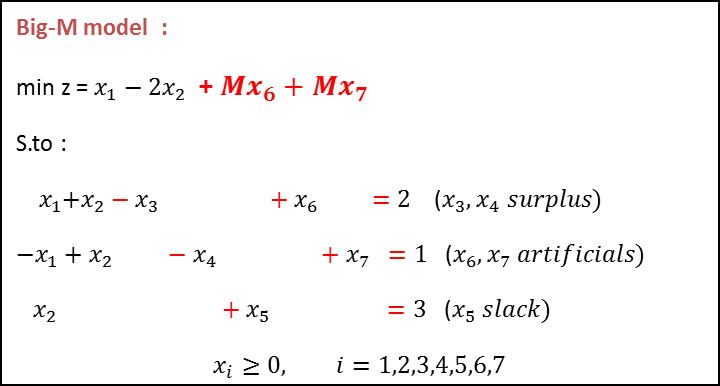 Big-M model :
min z = x₁ − 2x₂ + Mx₆ + Mx₇
S.to :
x₁+x₂ − x₃ + x₆ = 2 (x₃, x₄ surplus)
−x₁ + x₂ − x₄ + x₇ = 1 (x₆, x₇ artificials)
x₂ + x₅ = 3 (x₅ slack)
xᵢ ≥ 0, i = 1,2,3,4,5,6,7